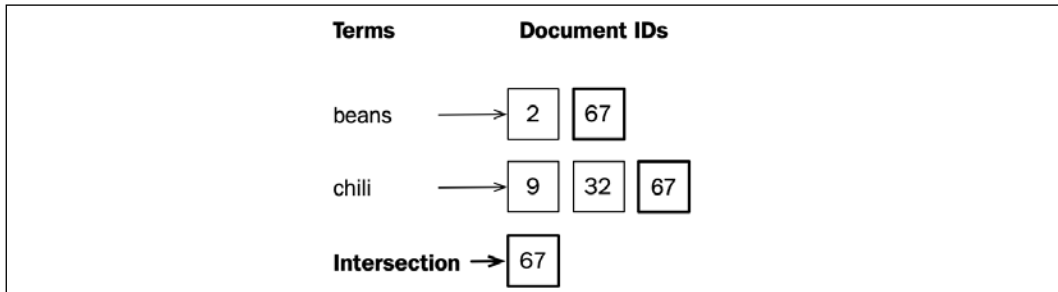 Terms Document IDs
beans 2 67
chili 9 32 67
Intersection 67